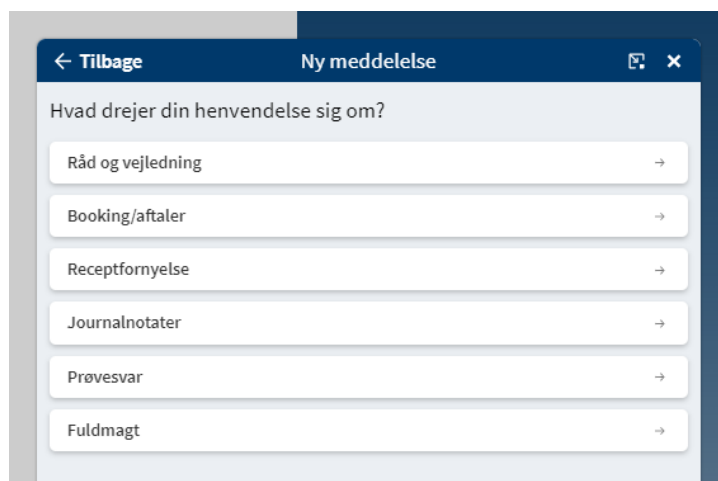 Tilbage
Ny meddelelse
Hvad drejer din henvendelse sig om?
Råd og vejledning
Booking/aftaler
Receptfornyelse
Journalnotater
Prøvesvar
Fuldmagt